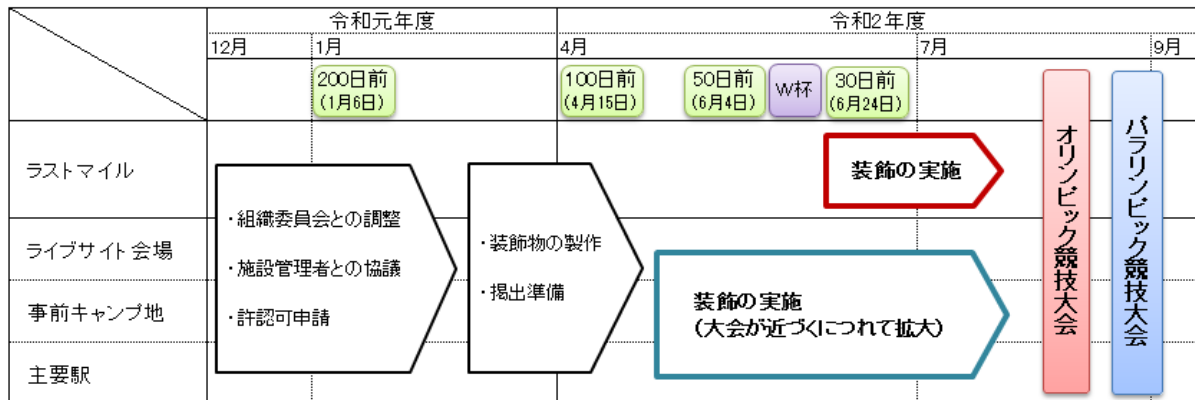 令和元年度
令和2年度
12月
1月
4月
7月
9月
200日前
(1月6日)
100日前
(4月15日)
50日前
(6月4日)
W杯
30日前
(6月24日)
ラストマイル
ライブサイト会場
事前キャンプ地
主要駅
・組織委員会との調整
・施設管理者との協議
・許認可申請
・装飾物の製作
・掲出準備
装飾の実施
装飾の実施
(大会が近づくにつれて拡大)
オリンピック競技大会
パラリンピック競技大会